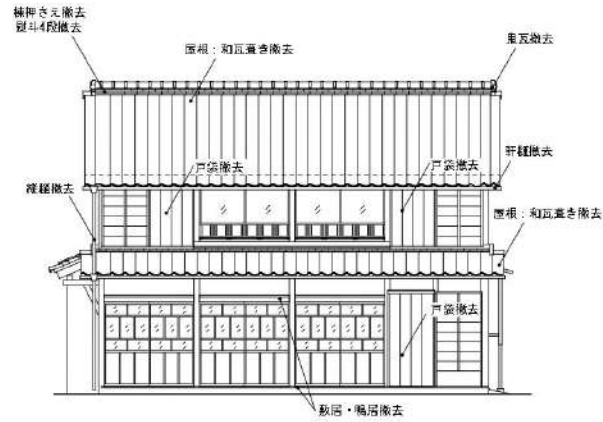 棟押さえ撤去
熨斗4段撤去
屋根：和瓦葺き撤去
鬼瓦撤去
戸袋撤去
戸袋撤去
軒樋撤去
縦樋撤去
屋根：和瓦葺き撤去
戸袋撤去
敷居・鴨居撤去